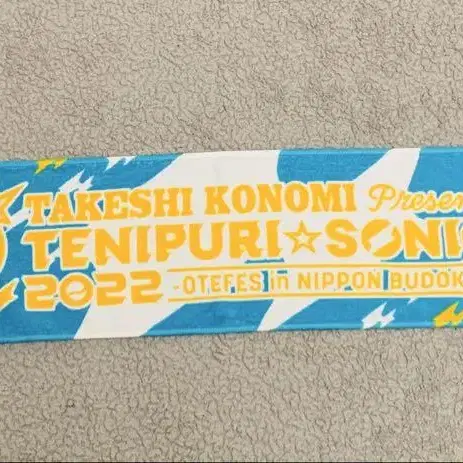 TAKESHI KONOMI Presen
TENIPURI☆SONI
2022 -OTEFES in NIPPON BUDOK